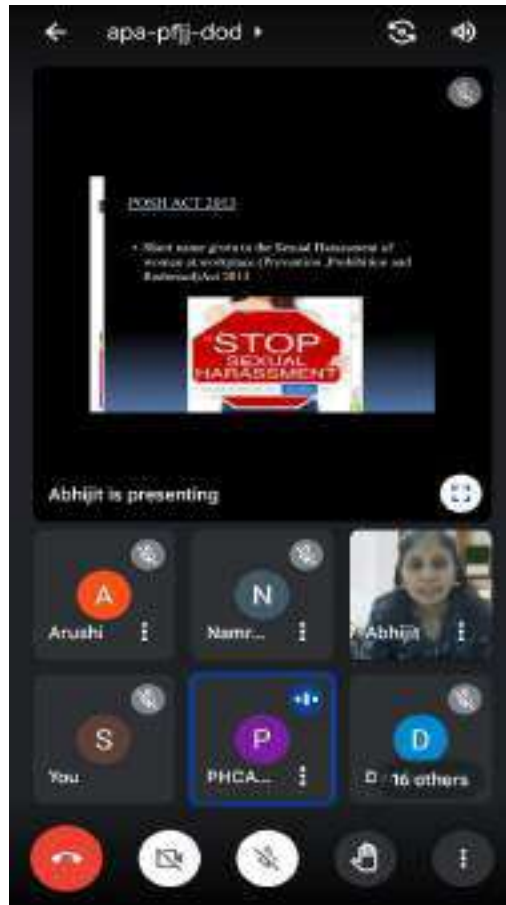 apa-pfjj-dod
POSH ACT 2013
• Short name given to the Sexual Harassment of
woman at workplace (Prevention ,Prohibition and
Redressal)Act 2013
STOP
SEXUAL
HARASSMENT
Abhijit is presenting
A
N
Arushi
Namr...
Abhijit
S
P
D
You
PHCA...
D
16 others